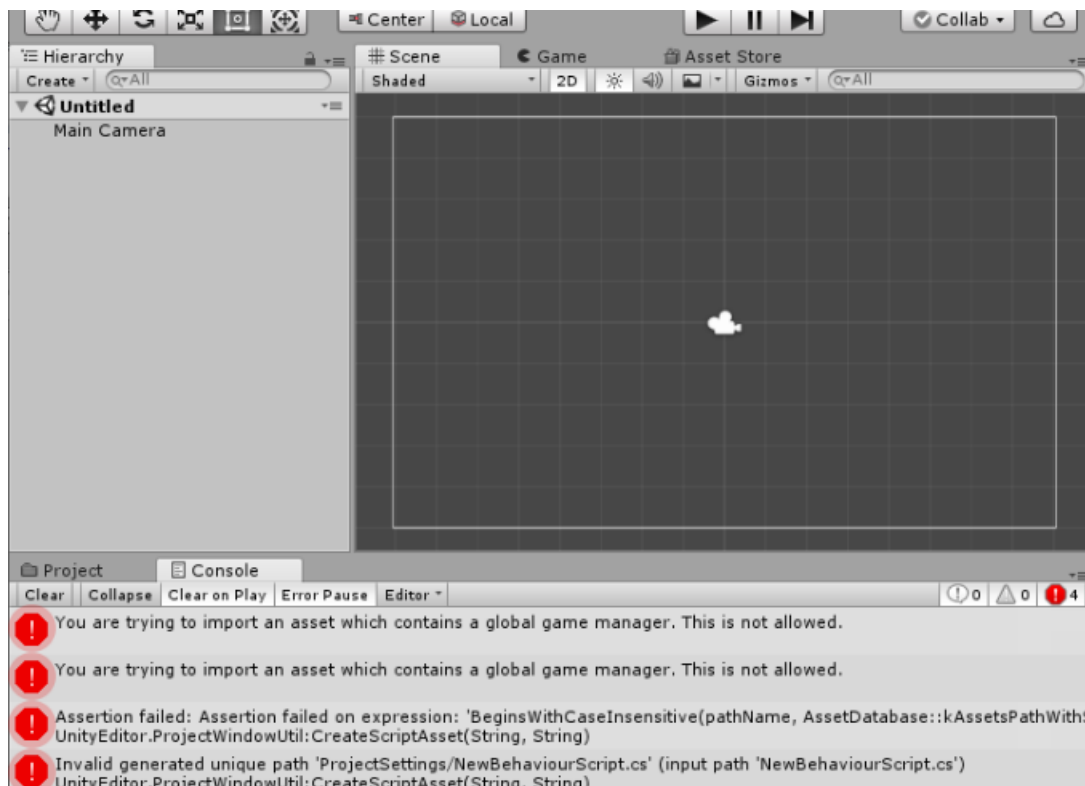 Center Local Collab
Hierarchy
Create All
Untitled
Main Camera
Scene Game Asset Store
Shaded 2D Gizmos All
Project Console
Clear Collapse Clear on Play Error Pause Editor 0 0 4
You are trying to import an asset which contains a global game manager. This is not allowed.
You are trying to import an asset which contains a global game manager. This is not allowed.
Assertion failed: Assertion failed on expression: 'BeginsWithCaseInsensitive(pathName, AssetDatabase::kAssetsPathWithS
UnityEditor.ProjectWindowUtil:CreateScriptAsset(String, String)
Invalid generated unique path 'ProjectSettings/NewBehaviourScript.cs' (input path 'NewBehaviourScript.cs')
UnityEditor.ProjectWindowUtil:CreateScriptAsset(String, String)